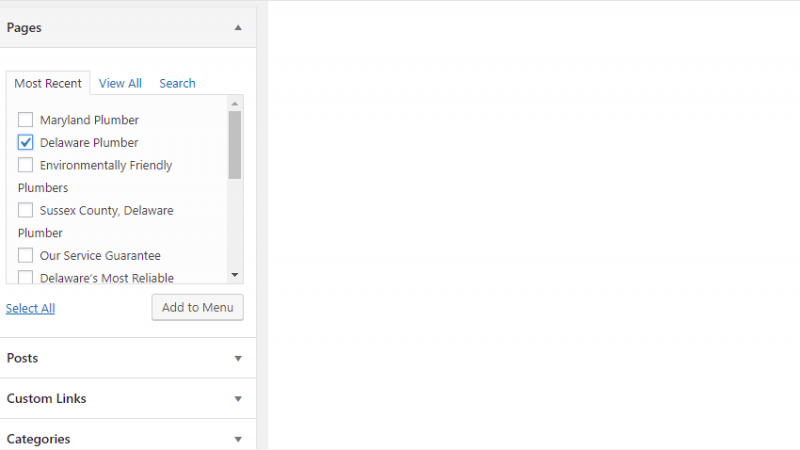 Pages
Most Recent View All Search
Maryland Plumber
Delaware Plumber
Environmentally Friendly
Plumbers
Sussex County, Delaware
Plumber
Our Service Guarantee
Delaware's Most Reliable
Select All Add to Menu
Posts
Custom Links
Categories